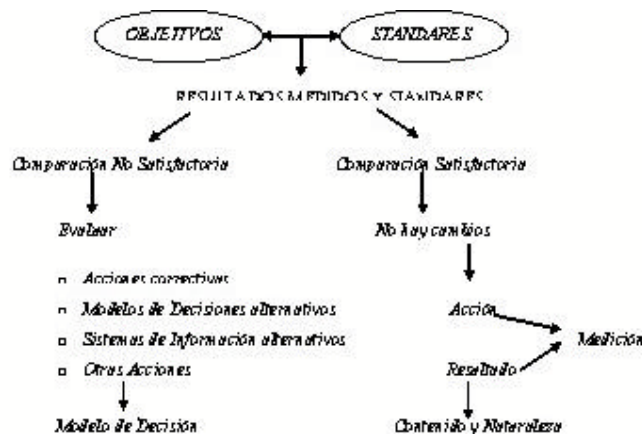 OBJETIVOS STANDARES
RESULTADOS MEDIDOS Y STANDARES
Comparación No Satisfactoria Comparación Satisfactoria
Evaluar No hay cambios
Acciones correctivas
Modelos de Decisiones alternativos Acción
Sistemas de Información alternativos Medición
Otras Acciones Resaltado
Modelo de Decisión Contenido y Naturaleza